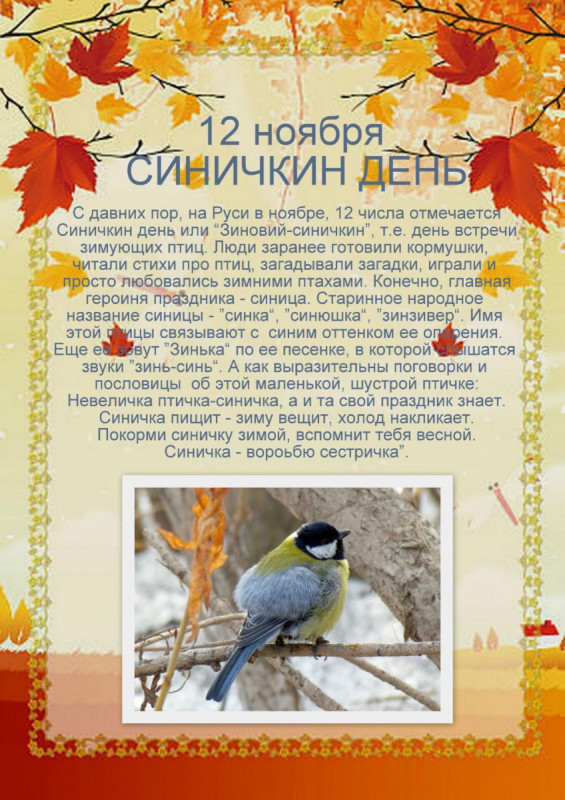 12 ноября
СИНИЧКИН ДЕНЬ
С давних пор, на Руси в ноябре, 12 числа отмечается
Синичкин день или “Зиновий-синичкин”, т.е. день встречи
зимующих птиц. Люди заранее готовили кормушки,
читали стихи про птиц, загадывали загадки, играли и
просто любовались зимними птахами. Конечно, главная
героиня праздника - синица. Старинное народное
название синицы - ”синка“, ”синюшка“, ”зинзивер“. Имя
этой птицы связывают с синим оттенком ее оперения.
Еще ее зовут ”Зинька“ по ее песенке, в которой слышатся
звуки ”зинь-синь“. А как выразительны поговорки и
пословицы об этой маленькой, шустрой птичке:
Невеличка птичка-синичка, а и та свой праздник знает.
Синичка пищит - зиму вещит, холод накликает.
Покорми синичку зимой, вспомнит тебя весной.
Синичка - воробью сестричка”.